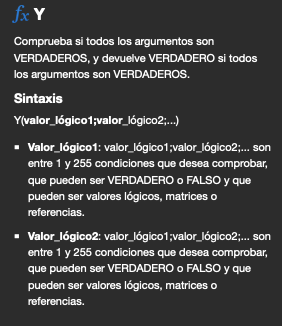 fx Y
Comprueba si todos los argumentos son
VERDADEROS, y devuelve VERDADERO si todos
los argumentos son VERDADEROS.
Sintaxis
Y(valor_lógico1;valor_lógico2;...)
▪ Valor_lógico1: valor_lógico1;valor_lógico2;... son
entre 1 y 255 condiciones que desea comprobar,
que pueden ser VERDADERO o FALSO y que
pueden ser valores lógicos, matrices o
referencias.
▪ Valor_lógico2: valor_lógico1;valor_lógico2;... son
entre 1 y 255 condiciones que desea comprobar,
que pueden ser VERDADERO o FALSO y que
pueden ser valores lógicos, matrices o
referencias.